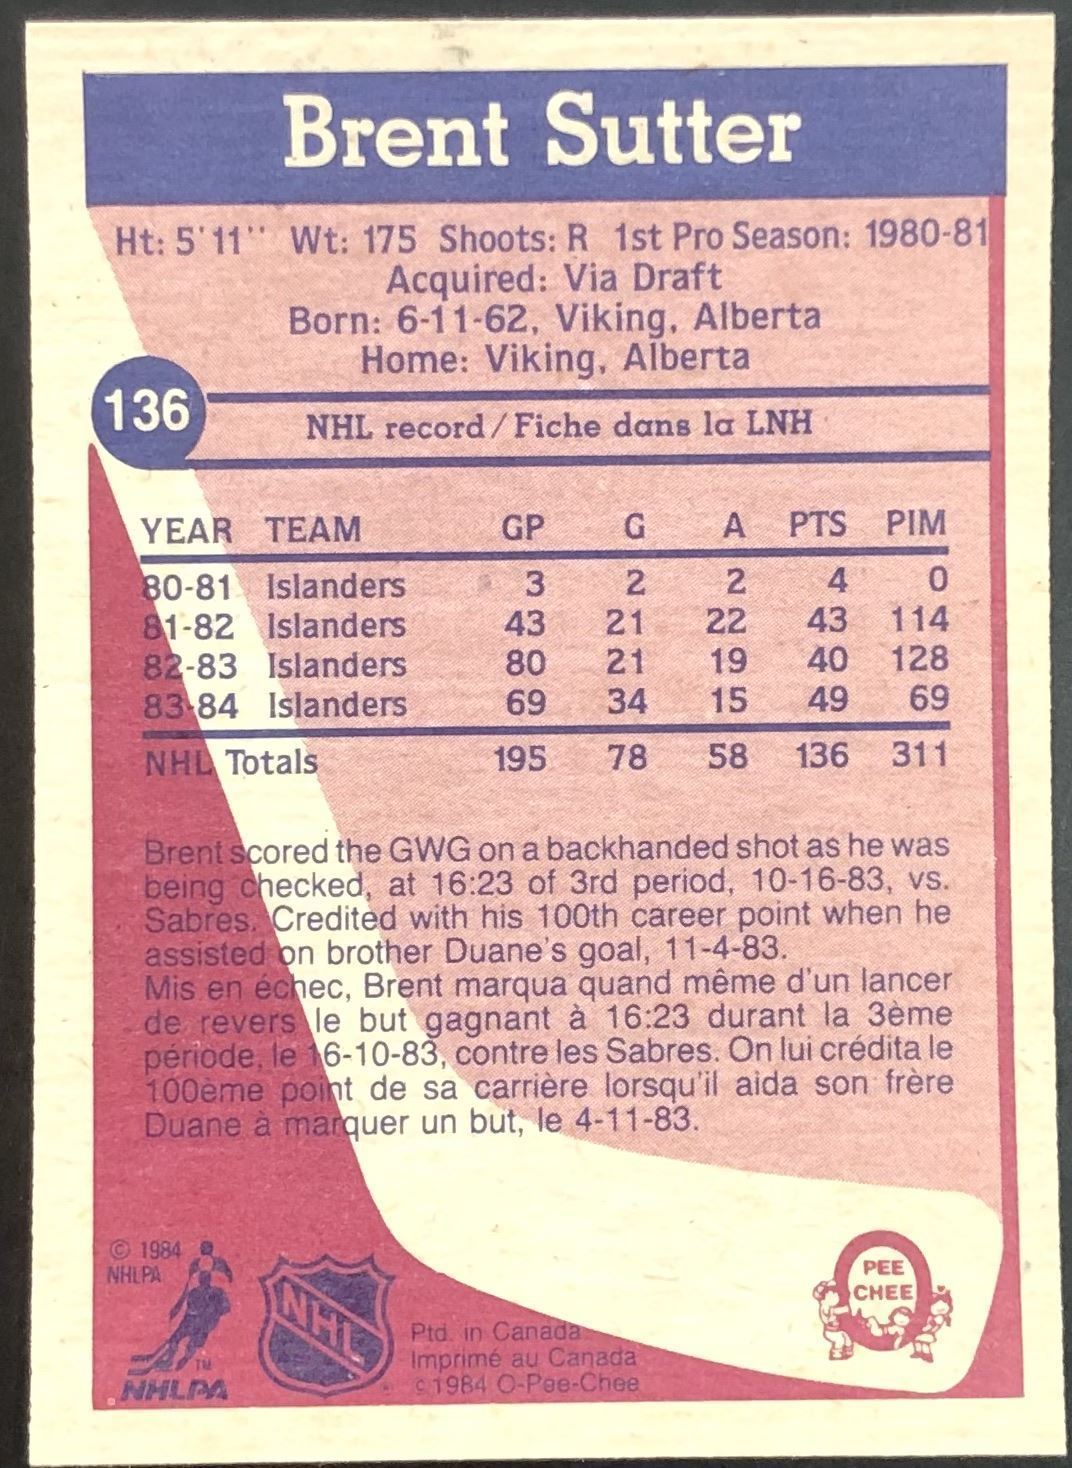 Brent Sutter
Ht: 5'11'' Wt: 175 Shoots: R 1st Pro Season: 1980-81
Acquired: Via Draft
Born: 6-11-62, Viking, Alberta
Home: Viking, Alberta
136
NHL record/Fiche dans la LNH
YEAR TEAM GP G A PTS PIM
80-81 Islanders 3 2 2 4 0
81-82 Islanders 43 21 22 43 114
82-83 Islanders 80 21 19 40 128
83-84 Islanders 69 34 15 49 69
NHL Totals 195 78 58 136 311
Brent scored the GWG on a backhanded shot as he was
being checked, at 16:23 of 3rd period, 10-16-83, vs.
Sabres. Credited with his 100th career point when he
assisted on brother Duane's goal, 11-4-83.
Mis en échec, Brent marqua quand même d'un lancer
de revers le but gagnant à 16:23 durant la 3ème
période, le 16-10-83, contre les Sabres. On lui crédita le
100ème point de sa carrière lorsqu'il aida son frère
Duane à marquer un but, le 4-11-83.
© 1984
NHLPA
TM
NHLPA
NHL
Ptd. in Canada
Imprimé au Canada
© 1984 O-Pee-Chee
PEE
CHEE